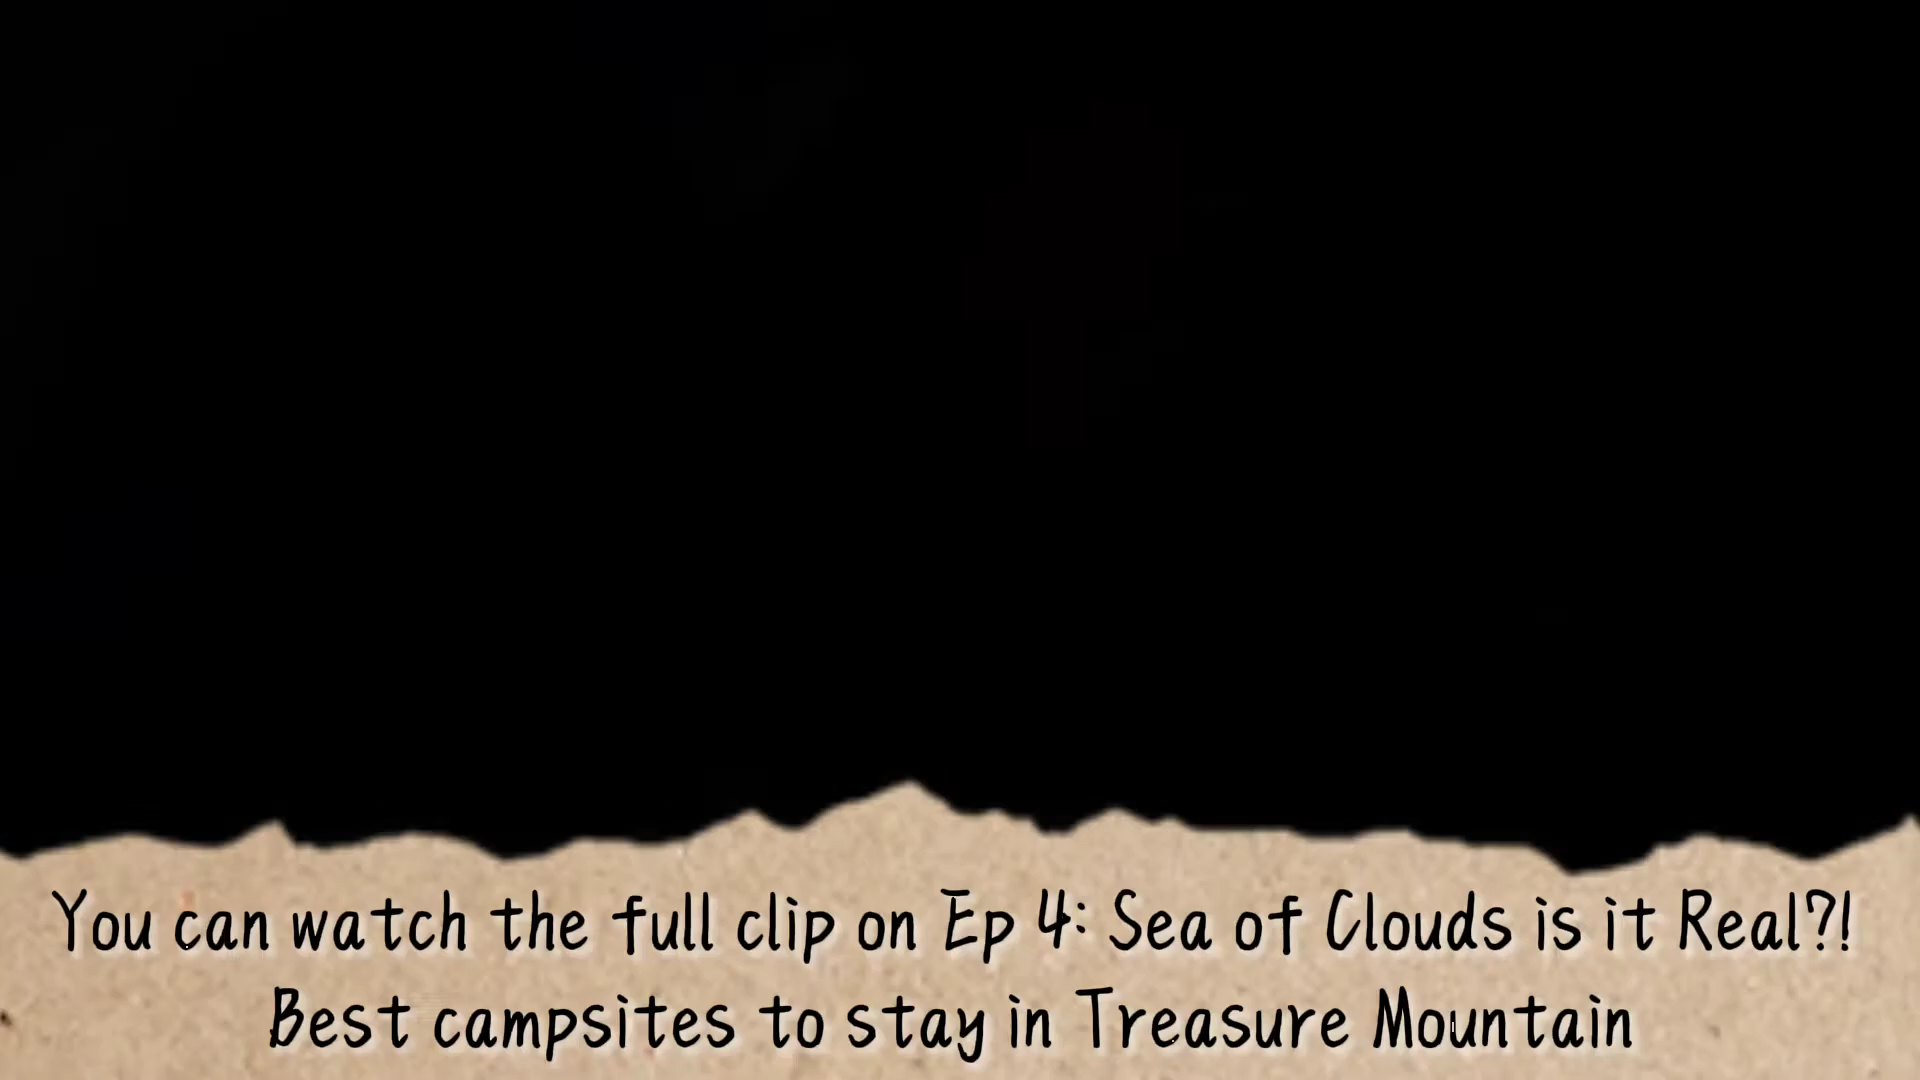 You can watch the full clip on Ep 4: Sea of Clouds is it Real?!
Best campsites to stay in Treasure Mountain